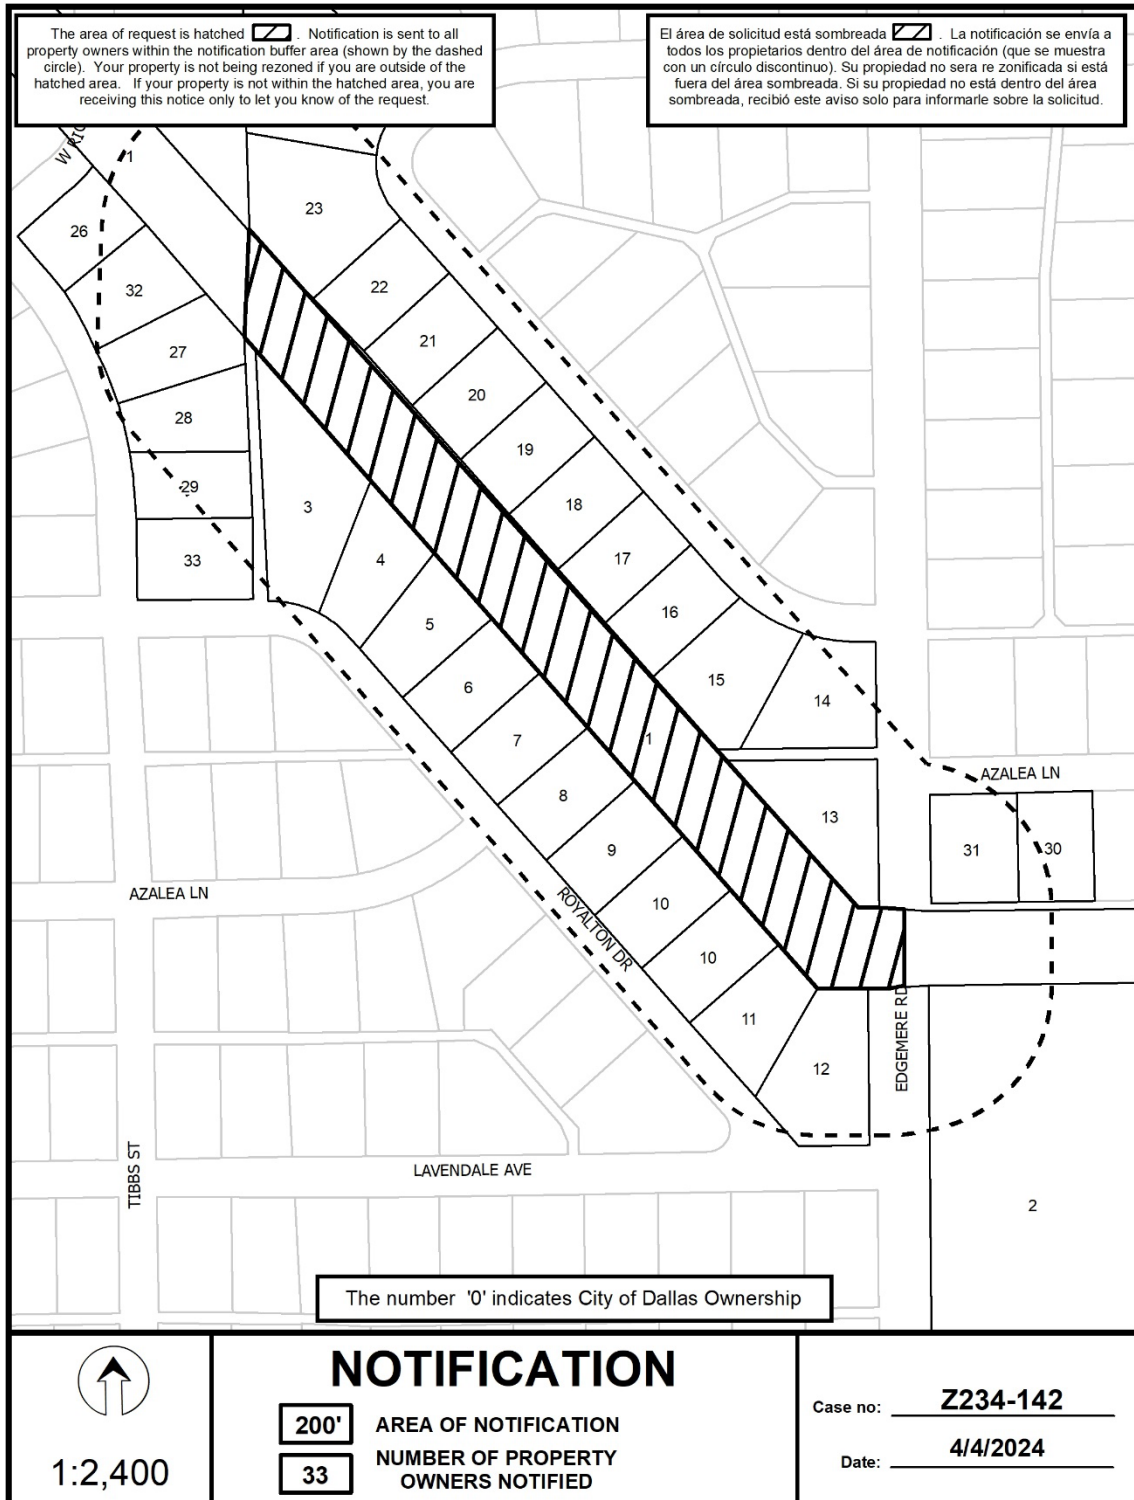 The area of request is hatched . Notification is sent to all
property owners within the notification buffer area (shown by the dashed
circle). Your property is not being rezoned if you are outside of the
hatched area. If your property is not within the hatched area, you are
receiving this notice only to let you know of the request.
El área de solicitud está sombreada . La notificación se envía a
todos los propietarios dentro del área de notificación (que se muestra
con un círculo discontinuo). Su propiedad no sera re zonificada si está
fuera del área sombreada. Si su propiedad no está dentro del área
sombreada, recibió este aviso solo para informarle sobre la solicitud.
W
1
23
26
22
32
21
27
20
28
19
29
18
3
17
33
4
16
5
15
6
14
7
1
8
13
9
10
10
11
12
AZALEA LN
31
30
AZALEA LN
ROYALTON DR
EDGEMERE RD
TIBBS ST
LAVENDALE AVE
2
The number '0' indicates City of Dallas Ownership
1:2,400
NOTIFICATION
200' AREA OF NOTIFICATION
33 NUMBER OF PROPERTY
OWNERS NOTIFIED
Case no: Z234-142
Date: 4/4/2024